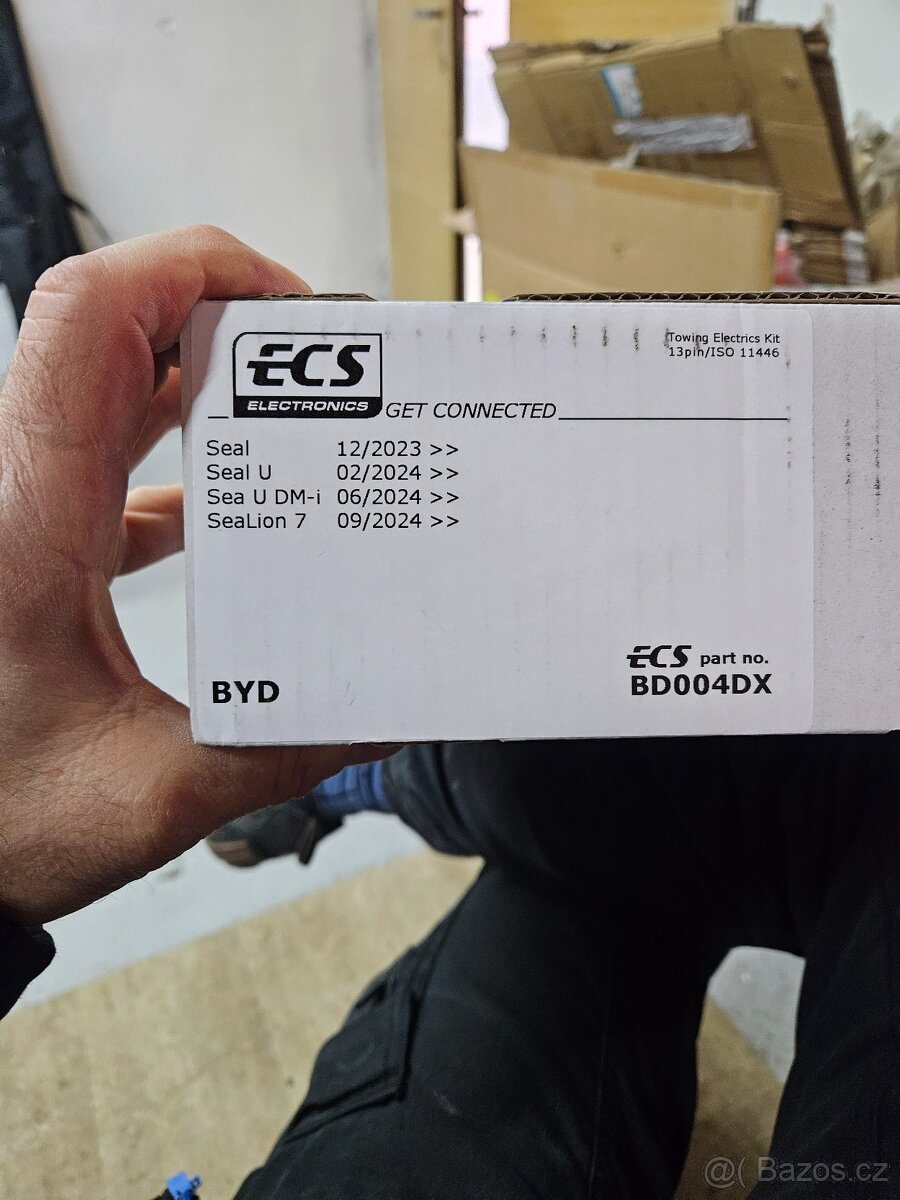 Towing Electrics Kit
13pin/ISO 11446
ECS
ELECTRONICS
GET CONNECTED
Seal 12/2023 >>
Seal U 02/2024 >>
Sea U DM-i 06/2024 >>
SeaLion 7 09/2024 >>
ECS part no.
BYD BD004DX
@( Bazos.cz